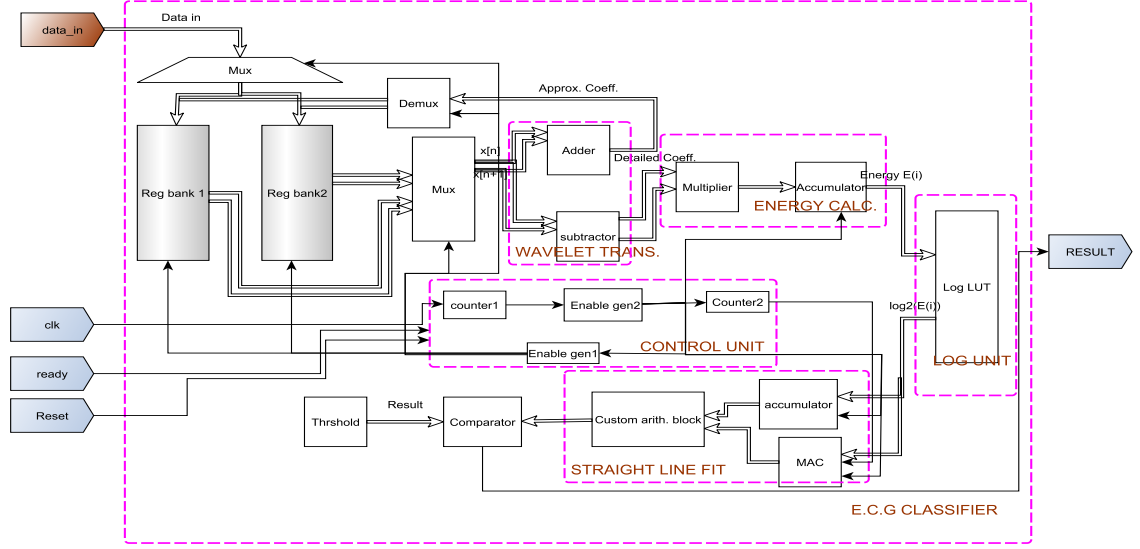 data_in
Data in
Mux
Demux
Approx. Coeff.
Reg bank 1
Reg bank2
Mux
x[n]
x[n+1]
Adder
Detailed Coeff.
subtractor
WAVELET TRANS.
Multiplier
Accumulator
Energy E(i)
ENERGY CALC.
Log LUT
log2(E(i))
LOG UNIT
RESULT
clk
ready
Reset
counter1
Enable gen2
Counter2
Enable gen1
CONTROL UNIT
Thrshold
Result
Comparator
Custom arith. block
accumulator
MAC
STRAIGHT LINE FIT
E.C.G CLASSIFIER